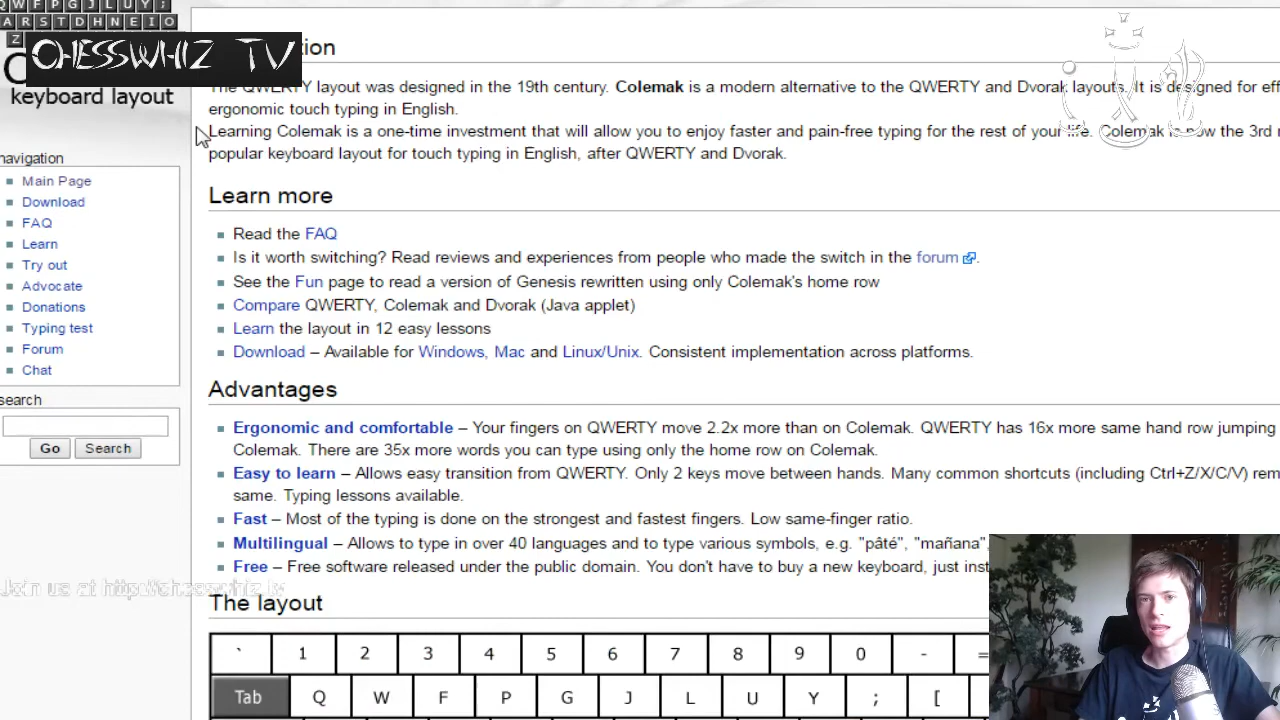 Q W F P G J L U Y ;
A R S T D H N E I O
Z
CHESSWHIZ TV
keyboard layout
navigation
Main Page
Download
FAQ
Learn
Try out
Advocate
Donations
Typing test
Forum
Chat
search
Go Search
Join us at http://chesswhiz.tv
The QWERTY layout was designed in the 19th century. Colemak is a modern alternative to the QWERTY and Dvorak layouts. It is designed for eff
ergonomic touch typing in English.
Learning Colemak is a one-time investment that will allow you to enjoy faster and pain-free typing for the rest of your life. Colemak is now the 3rd
popular keyboard layout for touch typing in English, after QWERTY and Dvorak.
Learn more
Read the FAQ
Is it worth switching? Read reviews and experiences from people who made the switch in the forum.
See the Fun page to read a version of Genesis rewritten using only Colemak's home row
Compare QWERTY, Colemak and Dvorak (Java applet)
Learn the layout in 12 easy lessons
Download – Available for Windows, Mac and Linux/Unix. Consistent implementation across platforms.
Advantages
Ergonomic and comfortable – Your fingers on QWERTY move 2.2x more than on Colemak. QWERTY has 16x more same hand row jumping
Colemak. There are 35x more words you can type using only the home row on Colemak.
Easy to learn – Allows easy transition from QWERTY. Only 2 keys move between hands. Many common shortcuts (including Ctrl+Z/X/C/V) rem
same. Typing lessons available.
Fast – Most of the typing is done on the strongest and fastest fingers. Low same-finger ratio.
Multilingual – Allows to type in over 40 languages and to type various symbols, e.g. "pâté", "mañana",
Free – Free software released under the public domain. You don't have to buy a new keyboard, just inst
The layout
` 1 2 3 4 5 6 7 8 9 0 - =
Tab Q W F P G J L U Y ; [